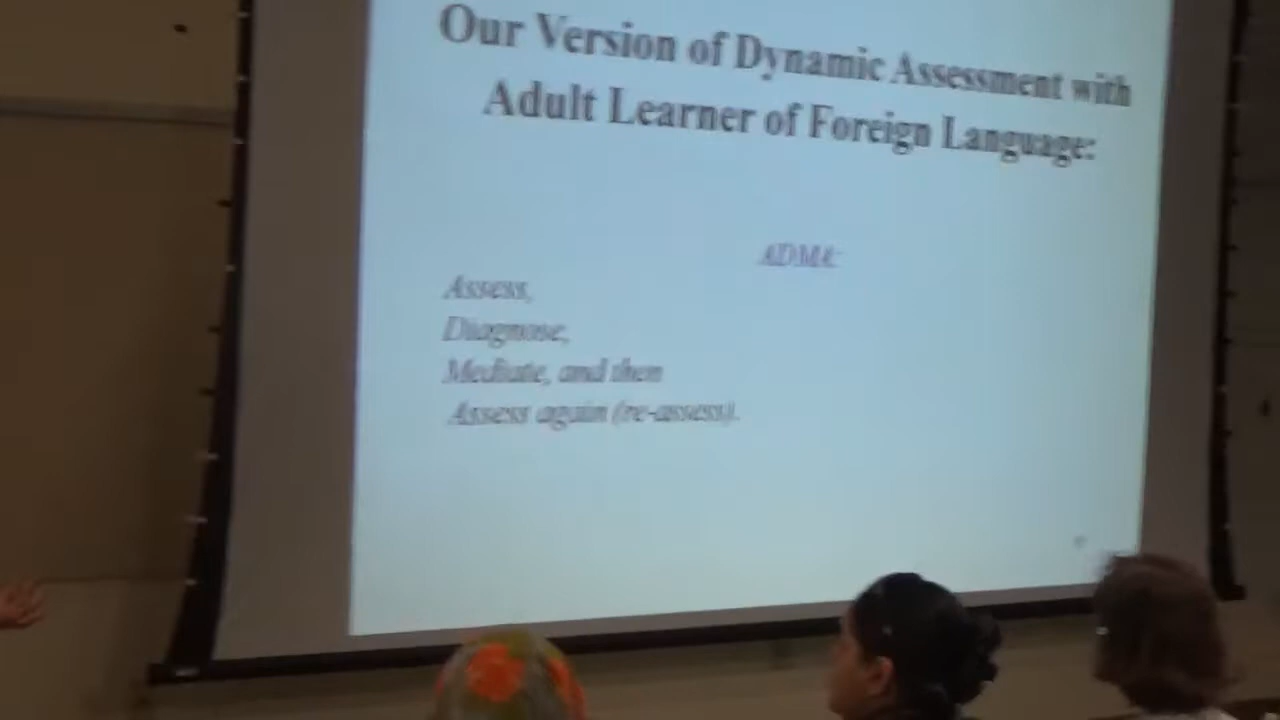 Our Version of Dynamic Assessment with
Adult Learner of Foreign Language:
ADMA:
Assess,
Diagnose,
Mediate, and then
Assess again (re-assess).